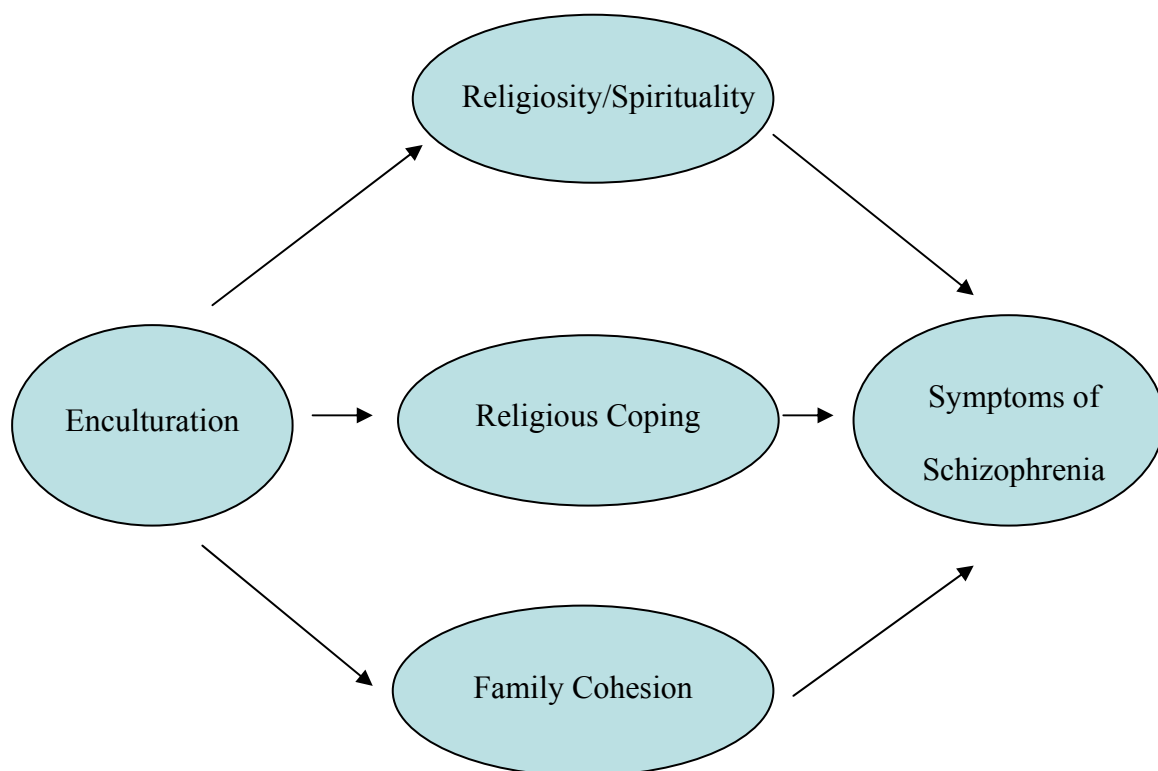 Religiosity/Spirituality
Enculturation
Religious Coping
Symptoms of
Schizophrenia
Family Cohesion